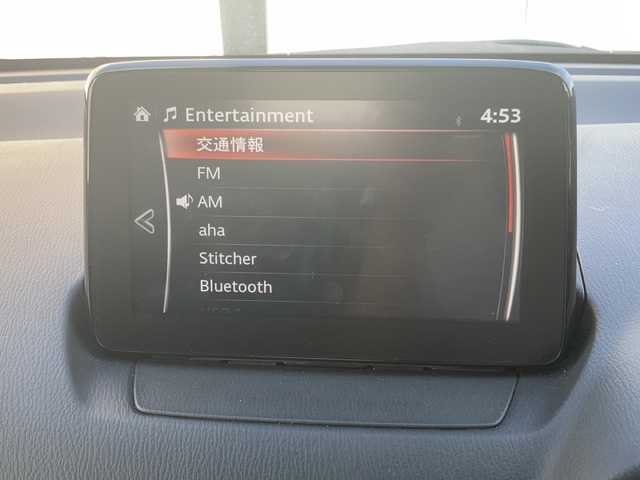 Entertainment
4:53
交通情報
FM
AM
aha
Stitcher
Bluetooth